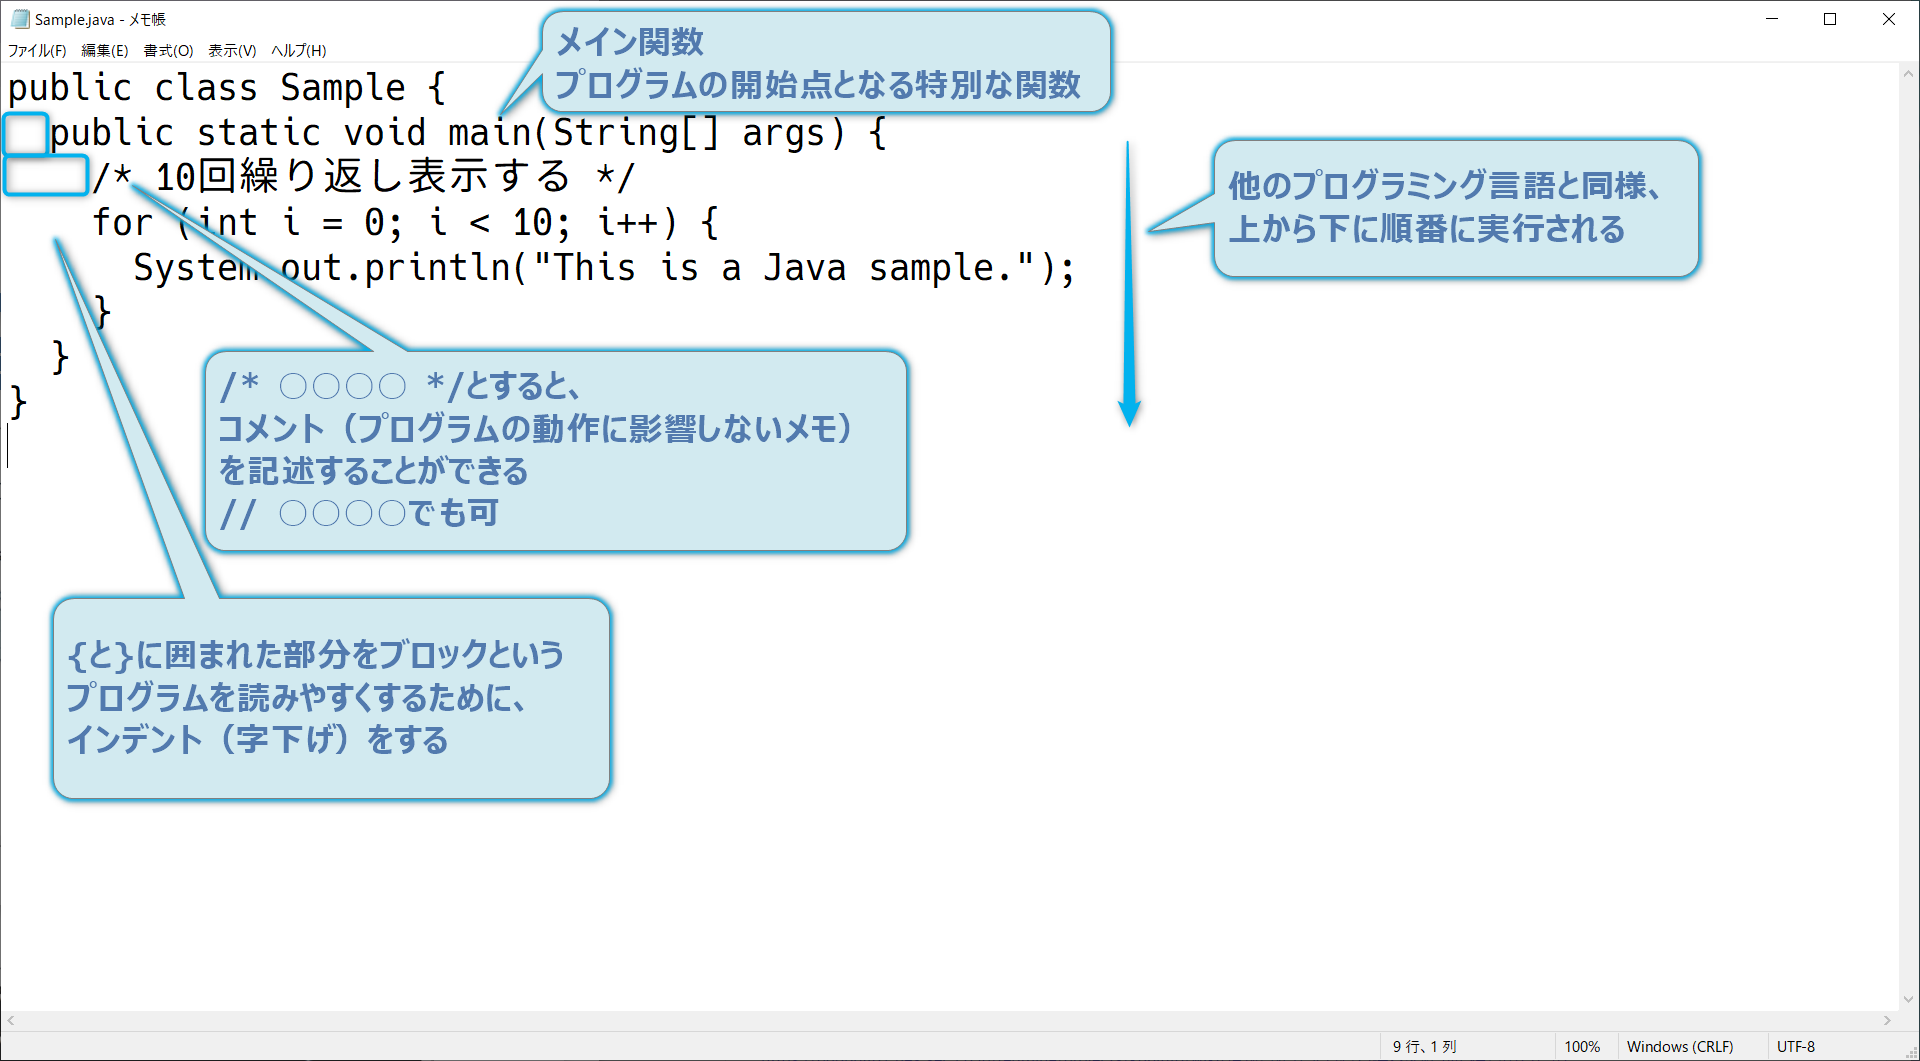 Sample.java - メモ帳
ファイル(F) 編集(E) 書式(O) 表示(V) ヘルプ(H)
public class Sample {
public static void main(String[] args) {
/* 10回繰り返し表示する */
for (int i = 0; i < 10; i++) {
System.out.println("This is a Java sample.");
}
}
}
メイン関数
プログラムの開始点となる特別な関数
他のプログラミング言語と同様、
上から下に順番に実行される
/* 〇〇〇〇 */とすると、
コメント（プログラムの動作に影響しないメモ）
を記述することができる
// 〇〇〇〇でも可
{と}に囲まれた部分をブロックという
プログラムを読みやすくするために、
インデント（字下げ）をする
9 行、1 列
100%
Windows (CRLF)
UTF-8